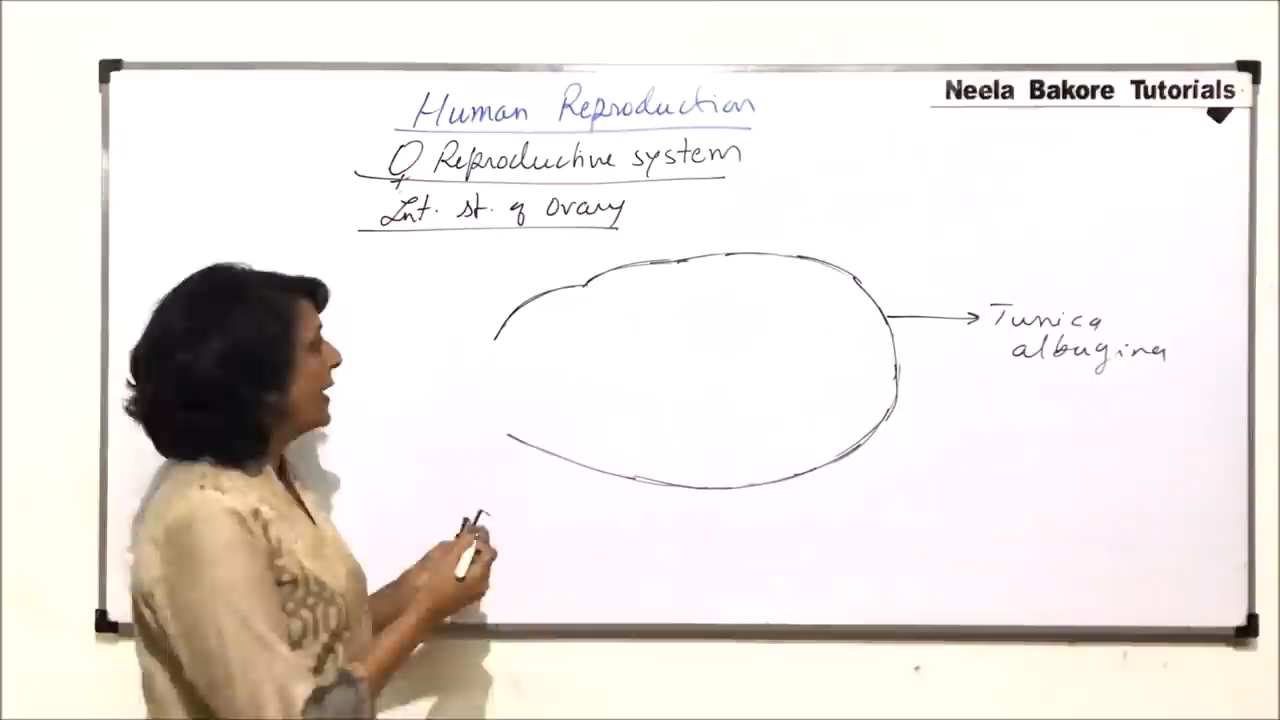 Neela Bakore Tutorials
Human Reproduction
♀ Reproductive system
Int. st. of ovary
Tunica
albugina